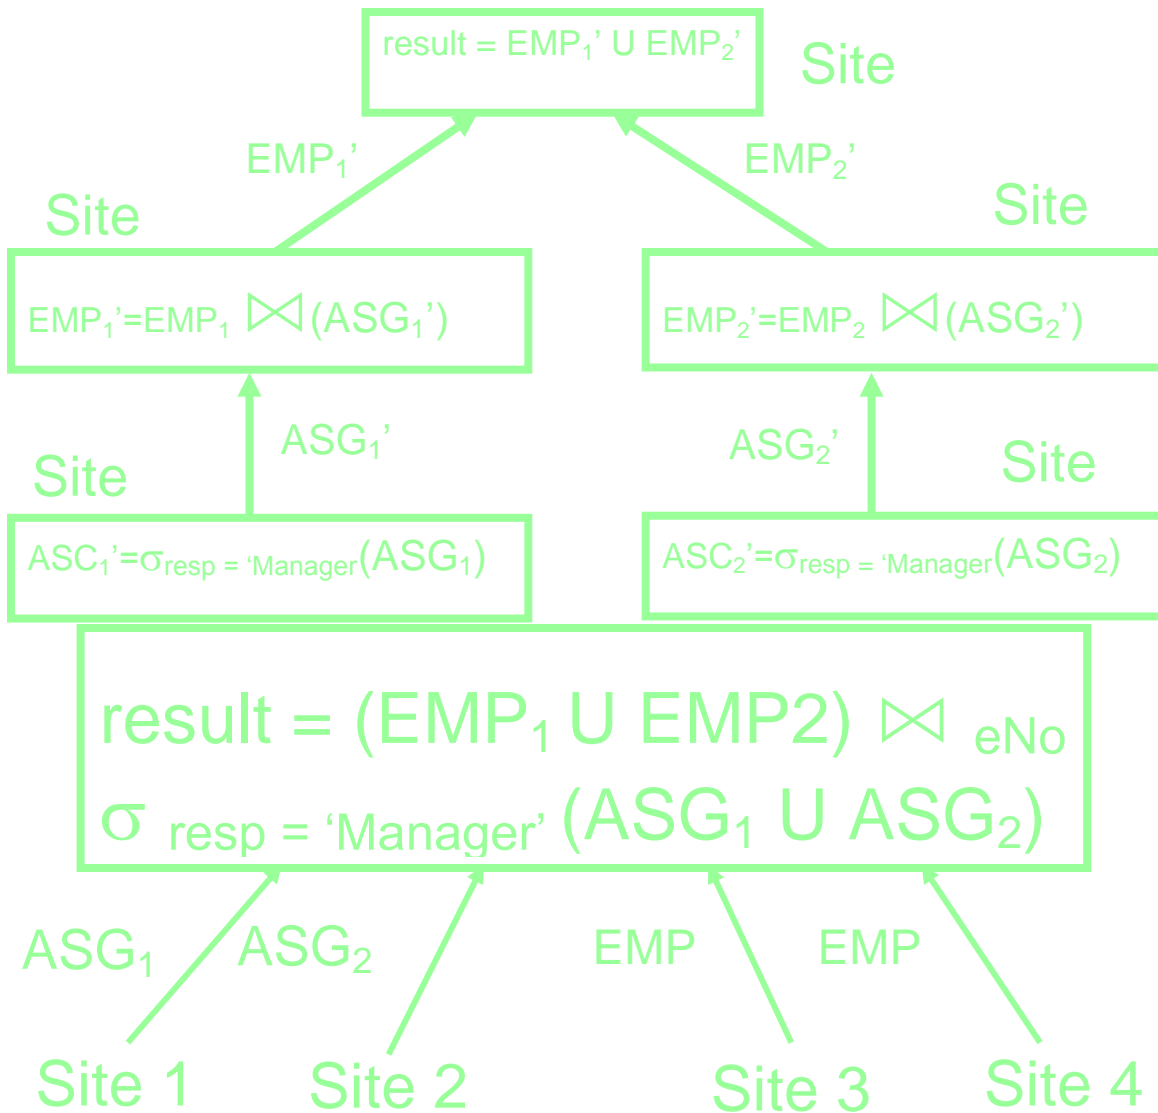 result = EMP₁’ U EMP₂’
Site
EMP₁’
EMP₂’
Site
Site
EMP₁’=EMP₁ ⋈ (ASG₁’)
EMP₂’=EMP₂ ⋈ (ASG₂’)
ASG₁’
ASG₂’
Site
Site
ASC₁’=σresp = ‘Manager(ASG₁)
ASC₂’=σresp = ‘Manager(ASG₂)
result = (EMP₁ U EMP2) ⋈ eNo
σ resp = ‘Manager’ (ASG₁ U ASG₂)
ASG₁
ASG₂
EMP
EMP
Site 1
Site 2
Site 3
Site 4